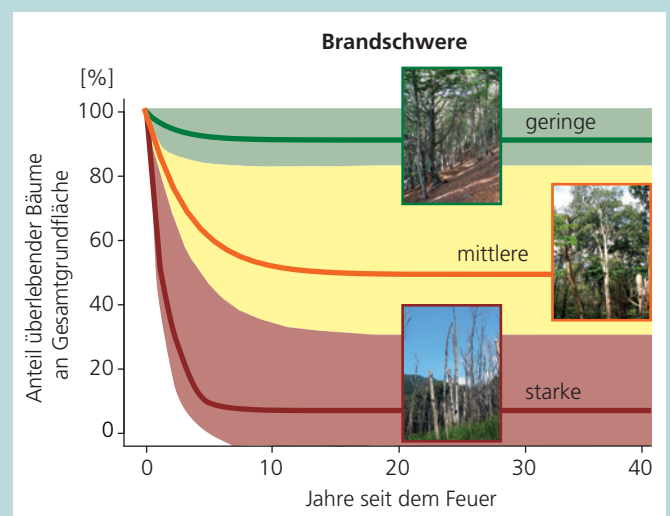 Brandschwere
[%]
100
80
60
40
20
0
Anteil überlebender Bäume
an Gesamtgrundfläche
geringe
mittlere
starke
0 10 20 30 40
Jahre seit dem Feuer